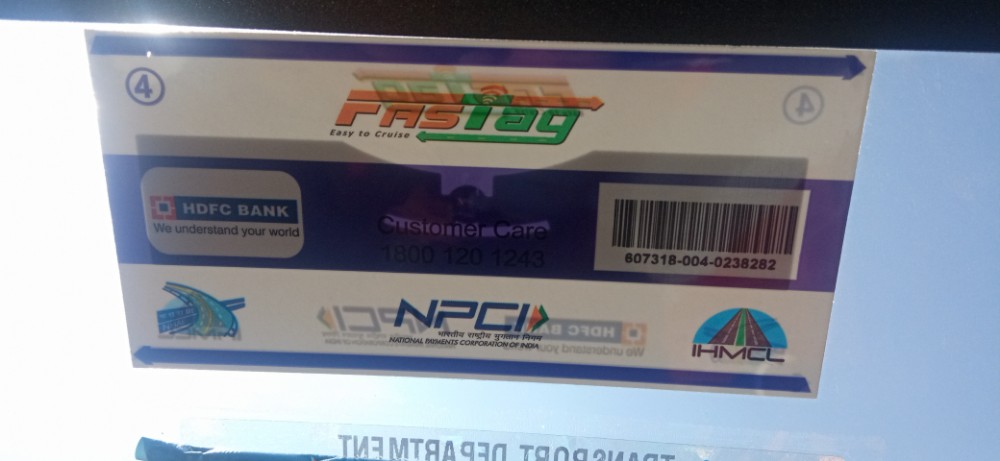 4
FASTag
Easy to Cruise
HDFC BANK
We understand your world
Customer Care
1800 120 1243
607318-004-0238282
NPCI
भारतीय राष्ट्रीय भुगतान निगम
NATIONAL PAYMENTS CORPORATION OF INDIA
IHMCL
TRANSPORT DEPARTMENT